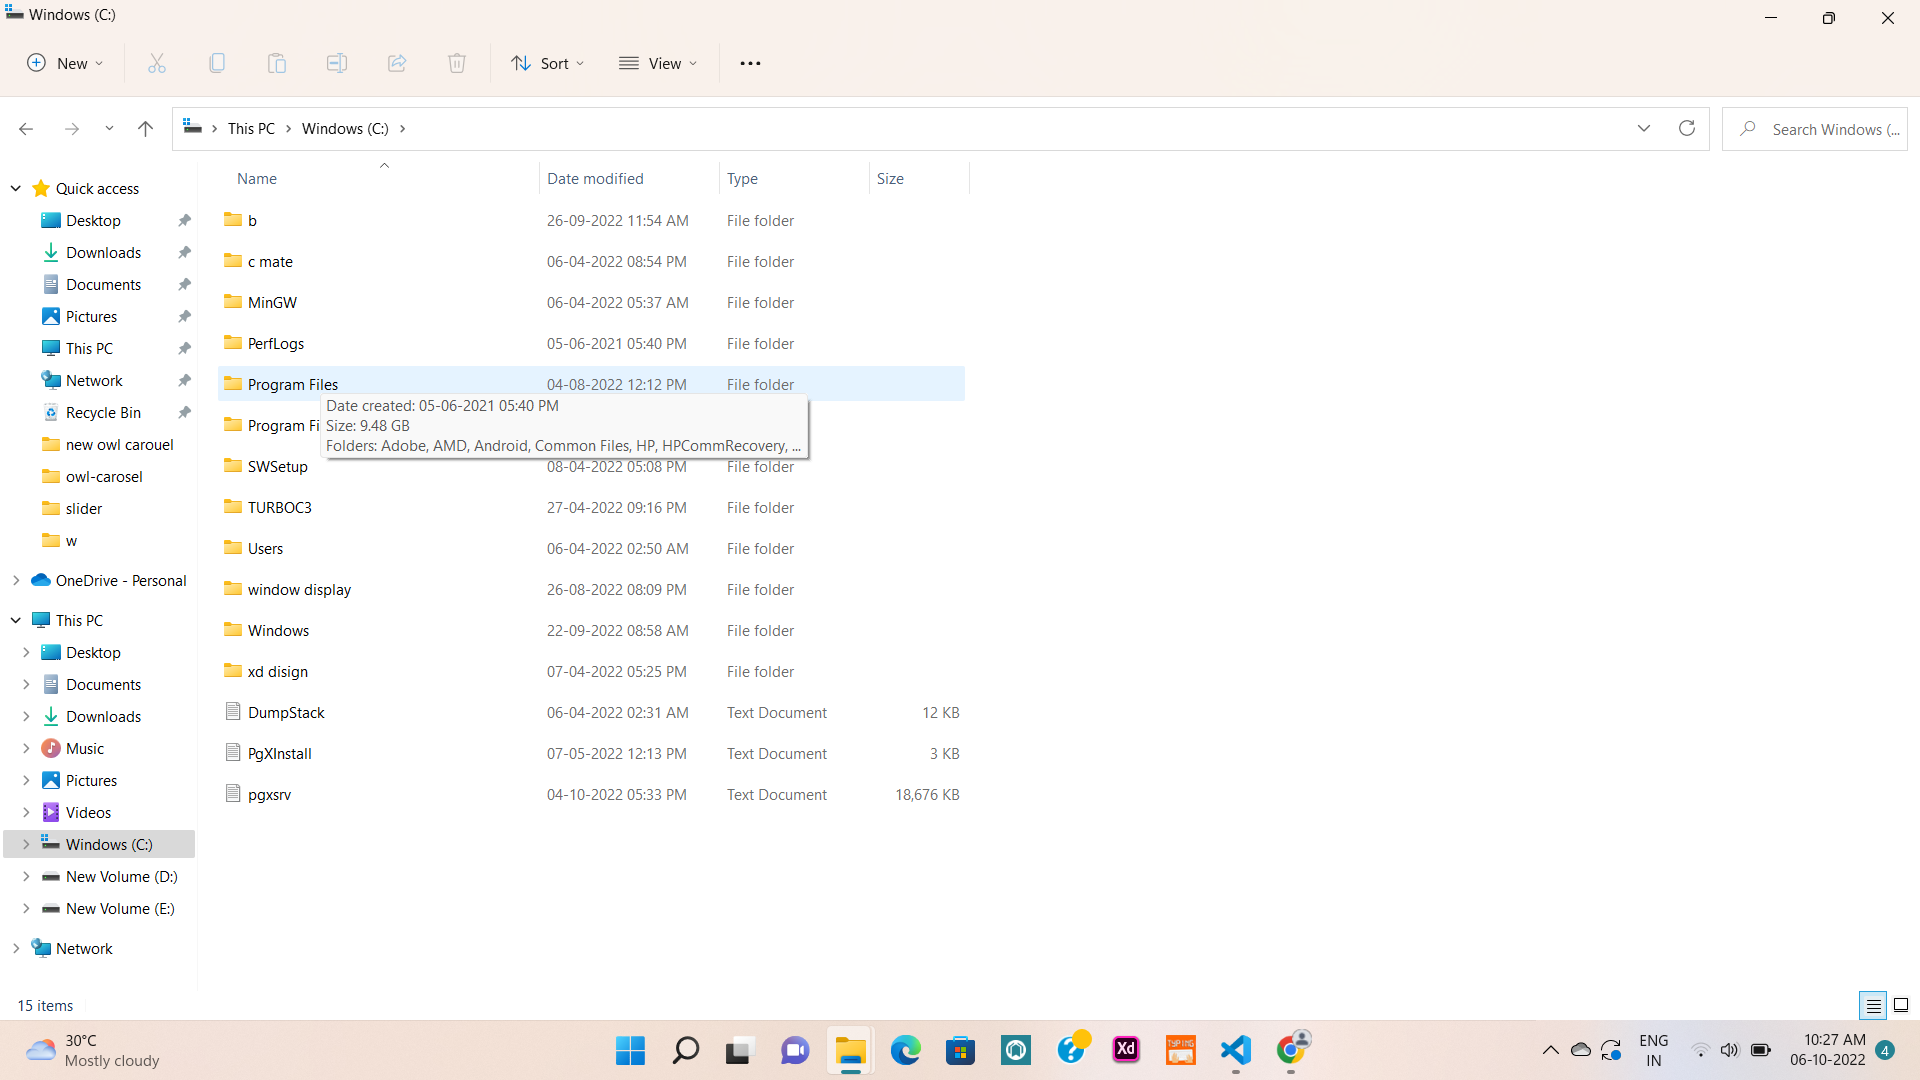 Windows (C:)
New
Sort
View
This PC
Windows (C:)
Search Windows (...
Quick access
Desktop
Downloads
Documents
Pictures
This PC
Network
Recycle Bin
new owl carouel
owl-carosel
slider
w
OneDrive - Personal
This PC
Desktop
Documents
Downloads
Music
Pictures
Videos
Windows (C:)
New Volume (D:)
New Volume (E:)
Network
Name Date modified Type Size
b 26-09-2022 11:54 AM File folder
c mate 06-04-2022 08:54 PM File folder
MinGW 06-04-2022 05:37 AM File folder
PerfLogs 05-06-2021 05:40 PM File folder
Program Files 04-08-2022 12:12 PM File folder
Date created: 05-06-2021 05:40 PM
Program Fi Size: 9.48 GB
Folders: Adobe, AMD, Android, Common Files, HP, HPCommRecovery, ...
SWSetup 08-04-2022 05:08 PM File folder
TURBOC3 27-04-2022 09:16 PM File folder
Users 06-04-2022 02:50 AM File folder
window display 26-08-2022 08:09 PM File folder
Windows 22-09-2022 08:58 AM File folder
xd disign 07-04-2022 05:25 PM File folder
DumpStack 06-04-2022 02:31 AM Text Document 12 KB
PgXInstall 07-05-2022 12:13 PM Text Document 3 KB
pgxsrv 04-10-2022 05:33 PM Text Document 18,676 KB
15 items
30°C
Mostly cloudy
Xd
TYPING
ENG
IN
10:27 AM
06-10-2022
4